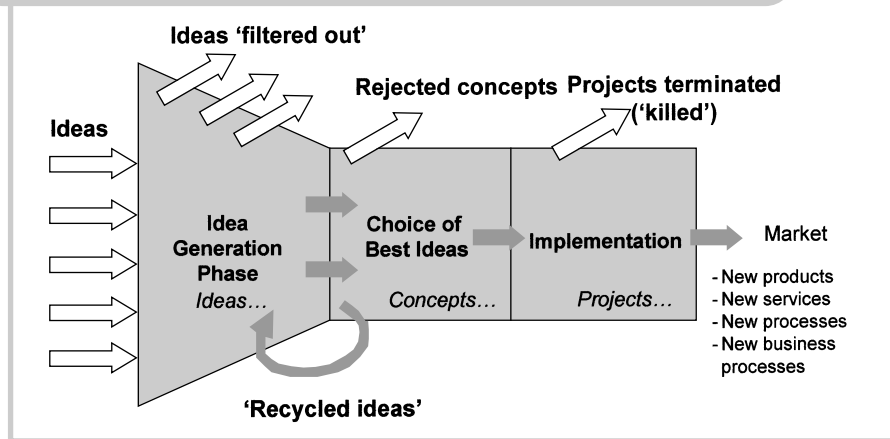 Ideas ‘filtered out’
Rejected concepts
Projects terminated
(‘killed’)
Ideas
Idea
Generation
Phase
Ideas…
Choice of
Best Ideas
Concepts…
Implementation
Projects…
Market
- New products
- New services
- New processes
- New business
processes
‘Recycled ideas’